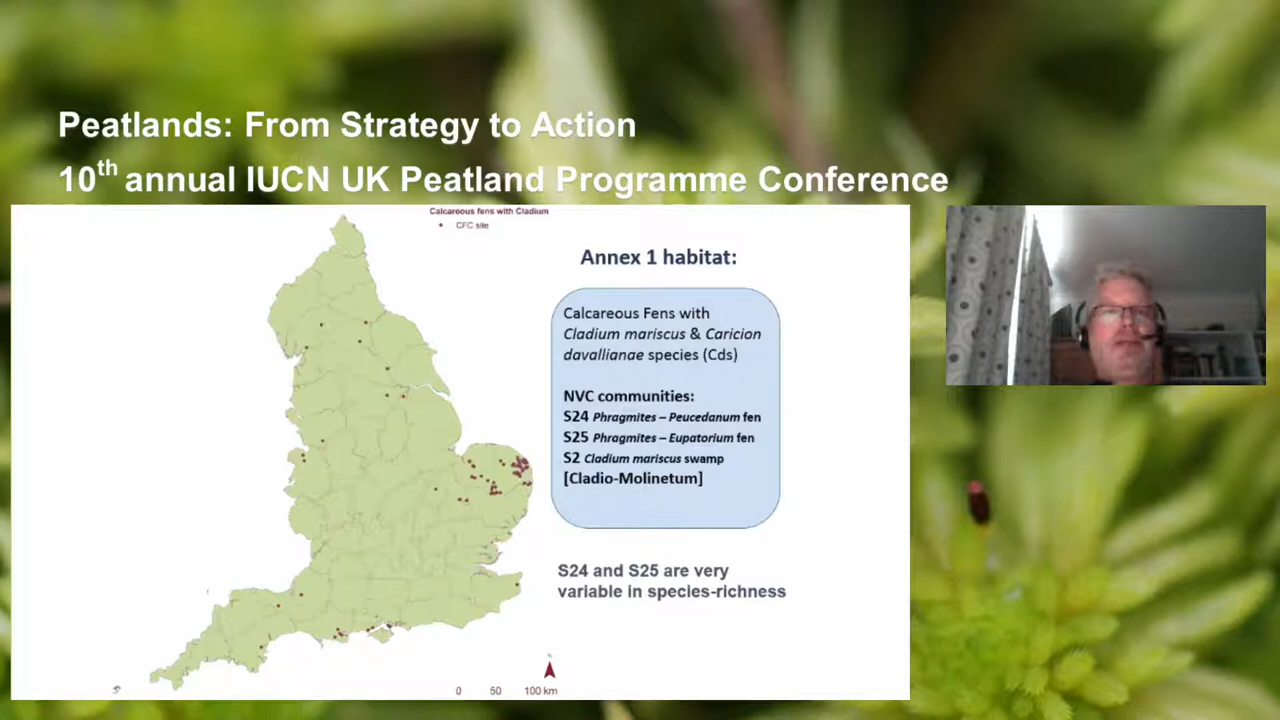 Peatlands: From Strategy to Action
10th annual IUCN UK Peatland Programme Conference
Calcareous fens with Cladium
CFC site
Annex 1 habitat:
Calcareous Fens with
Cladium mariscus & Caricion
davallianae species (Cds)
NVC communities:
S24 Phragmites – Peucedanum fen
S25 Phragmites – Eupatorium fen
S2 Cladium mariscus swamp
[Cladio-Molinetum]
S24 and S25 are very
variable in species-richness
0 50 100 km